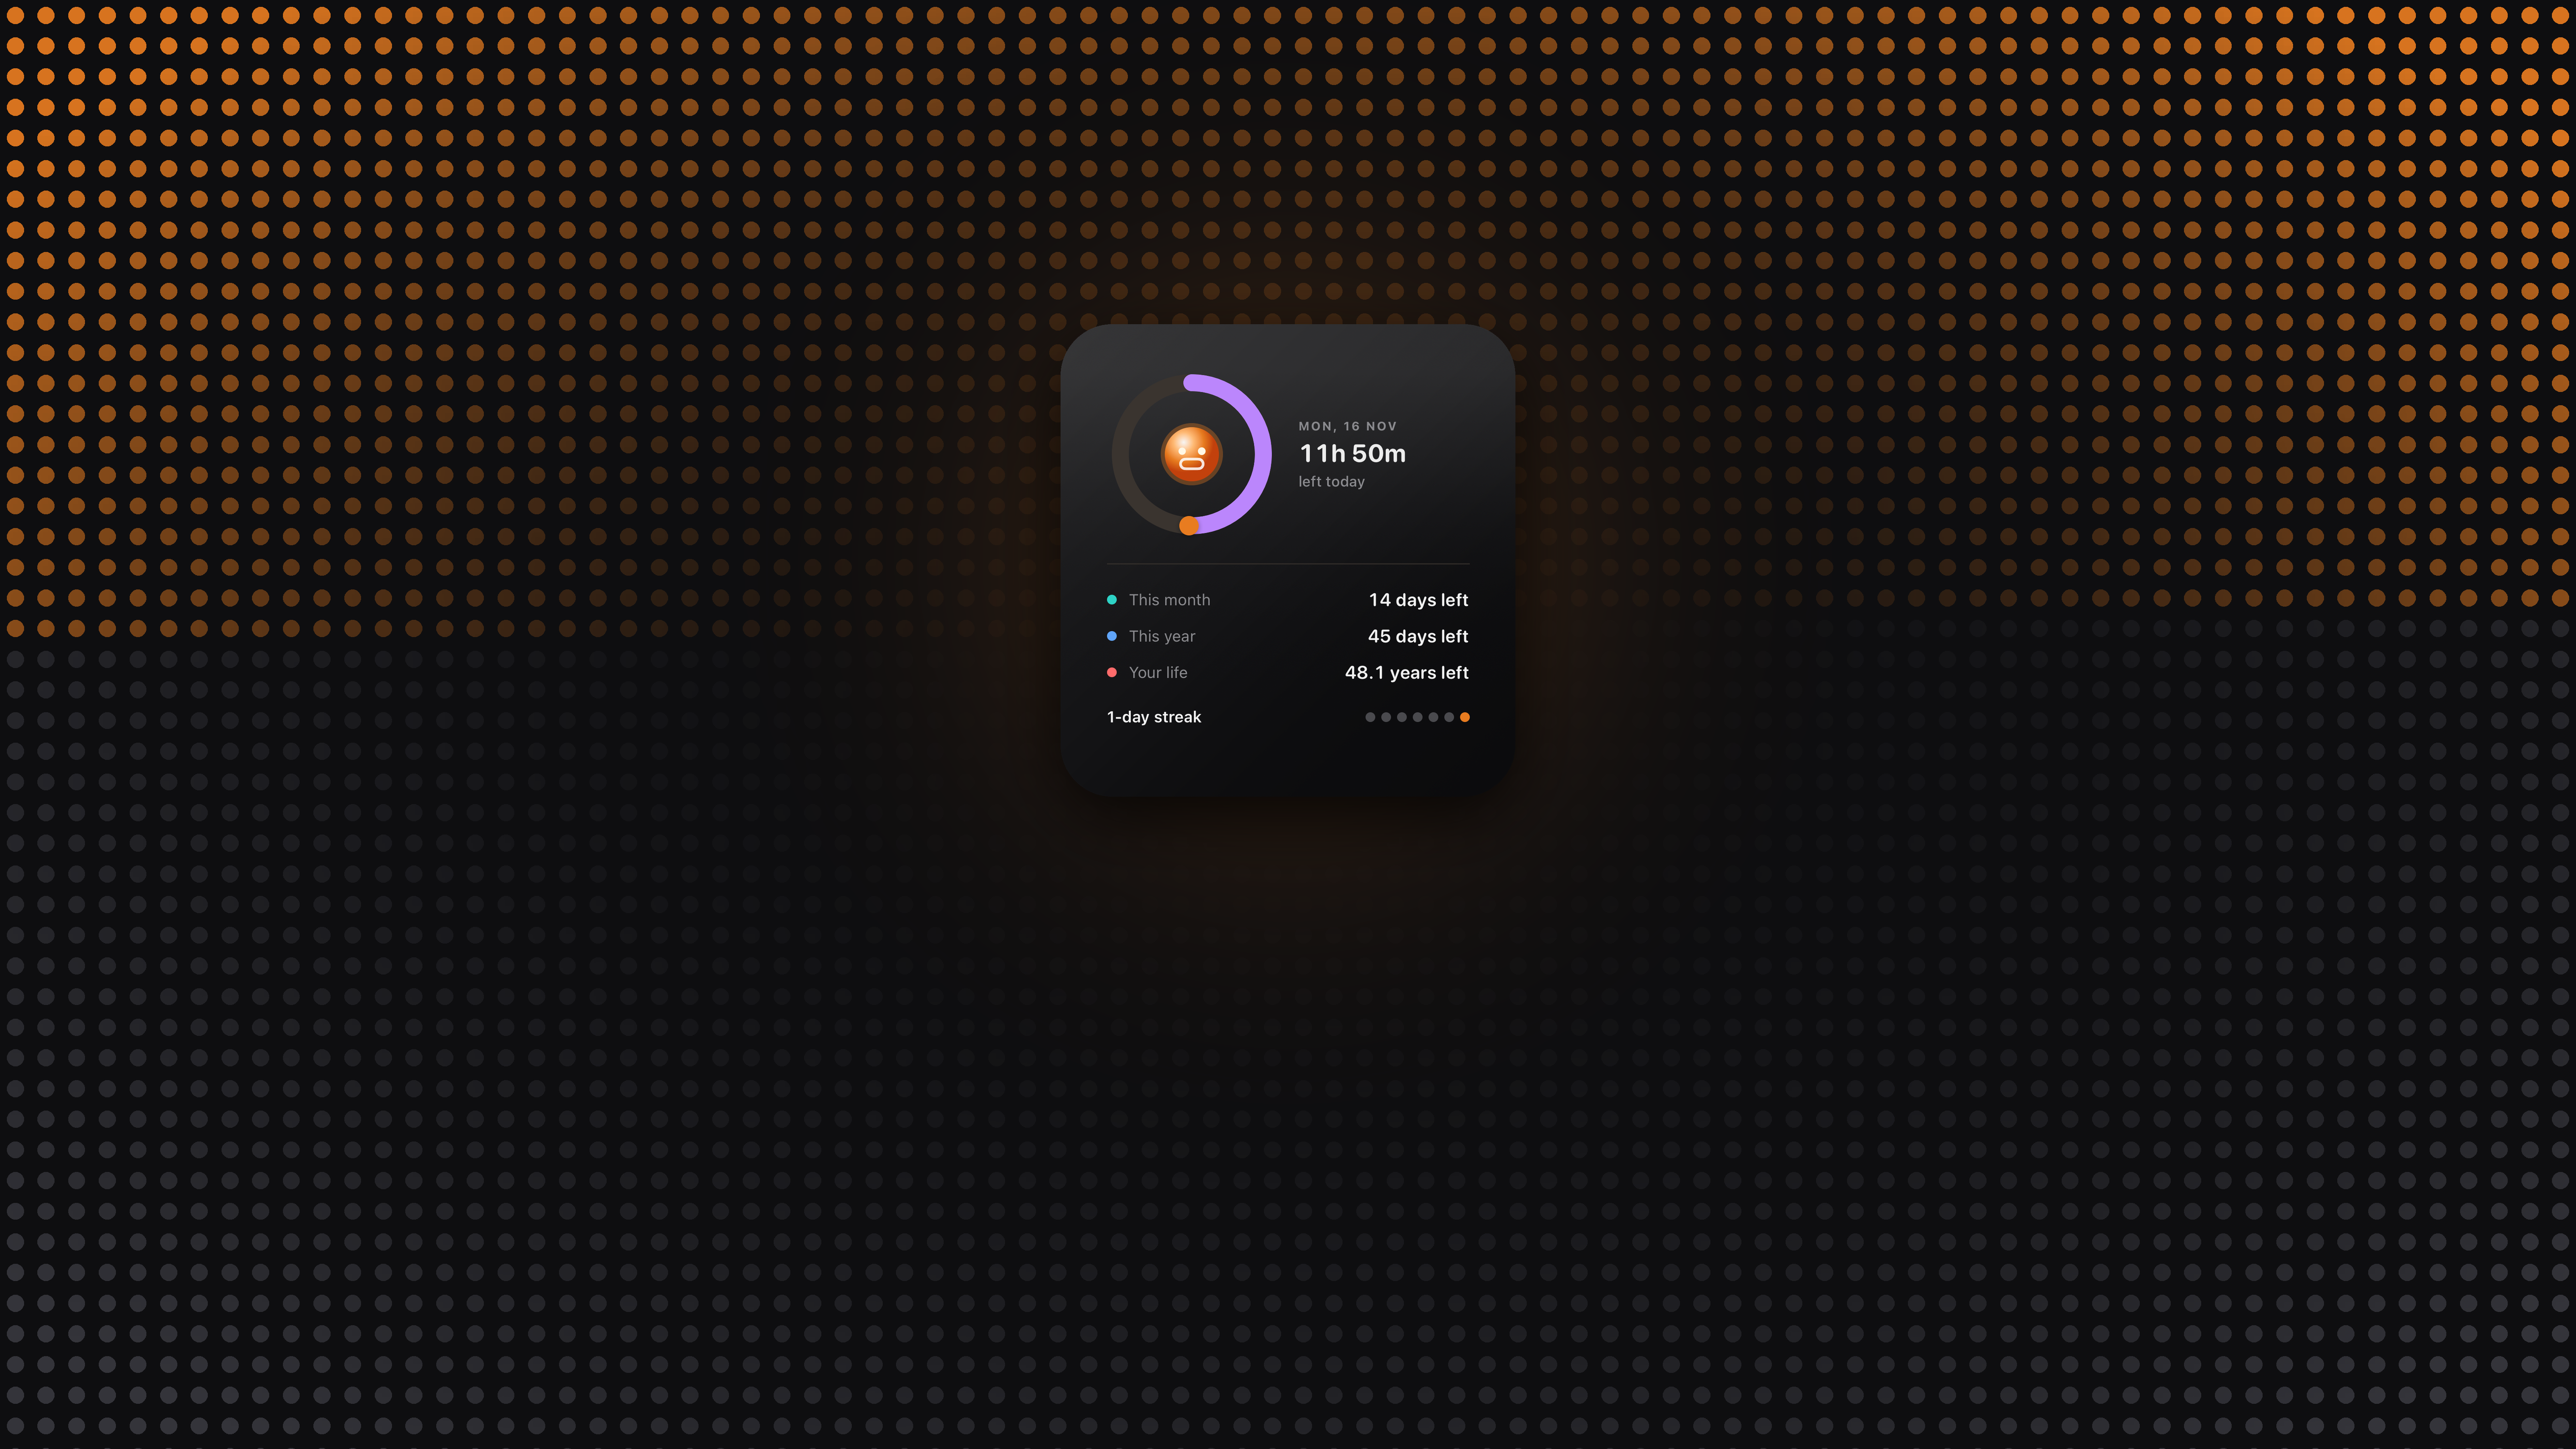 MON, 16 NOV
11h 50m
left today
This month 14 days left
This year 45 days left
Your life 48.1 years left
1-day streak